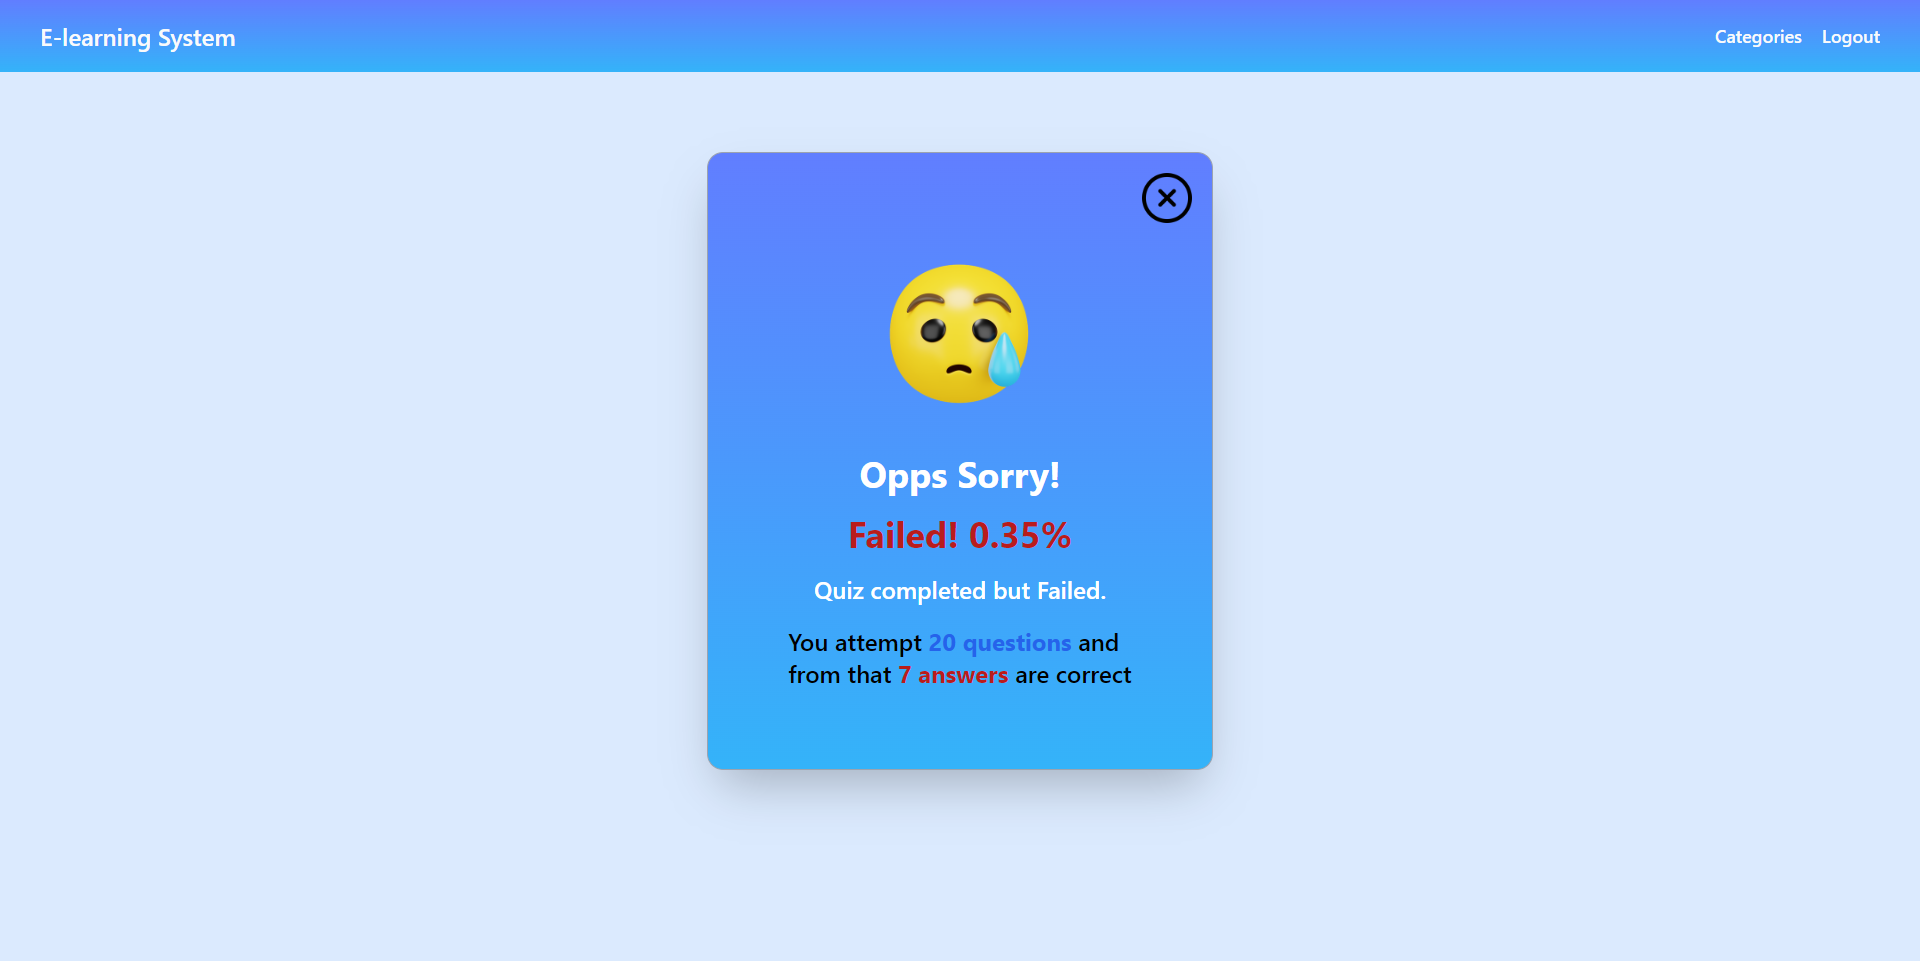 E-learning System
Categories
Logout
Opps Sorry!
Failed! 0.35%
Quiz completed but Failed.
You attempt 20 questions and
from that 7 answers are correct